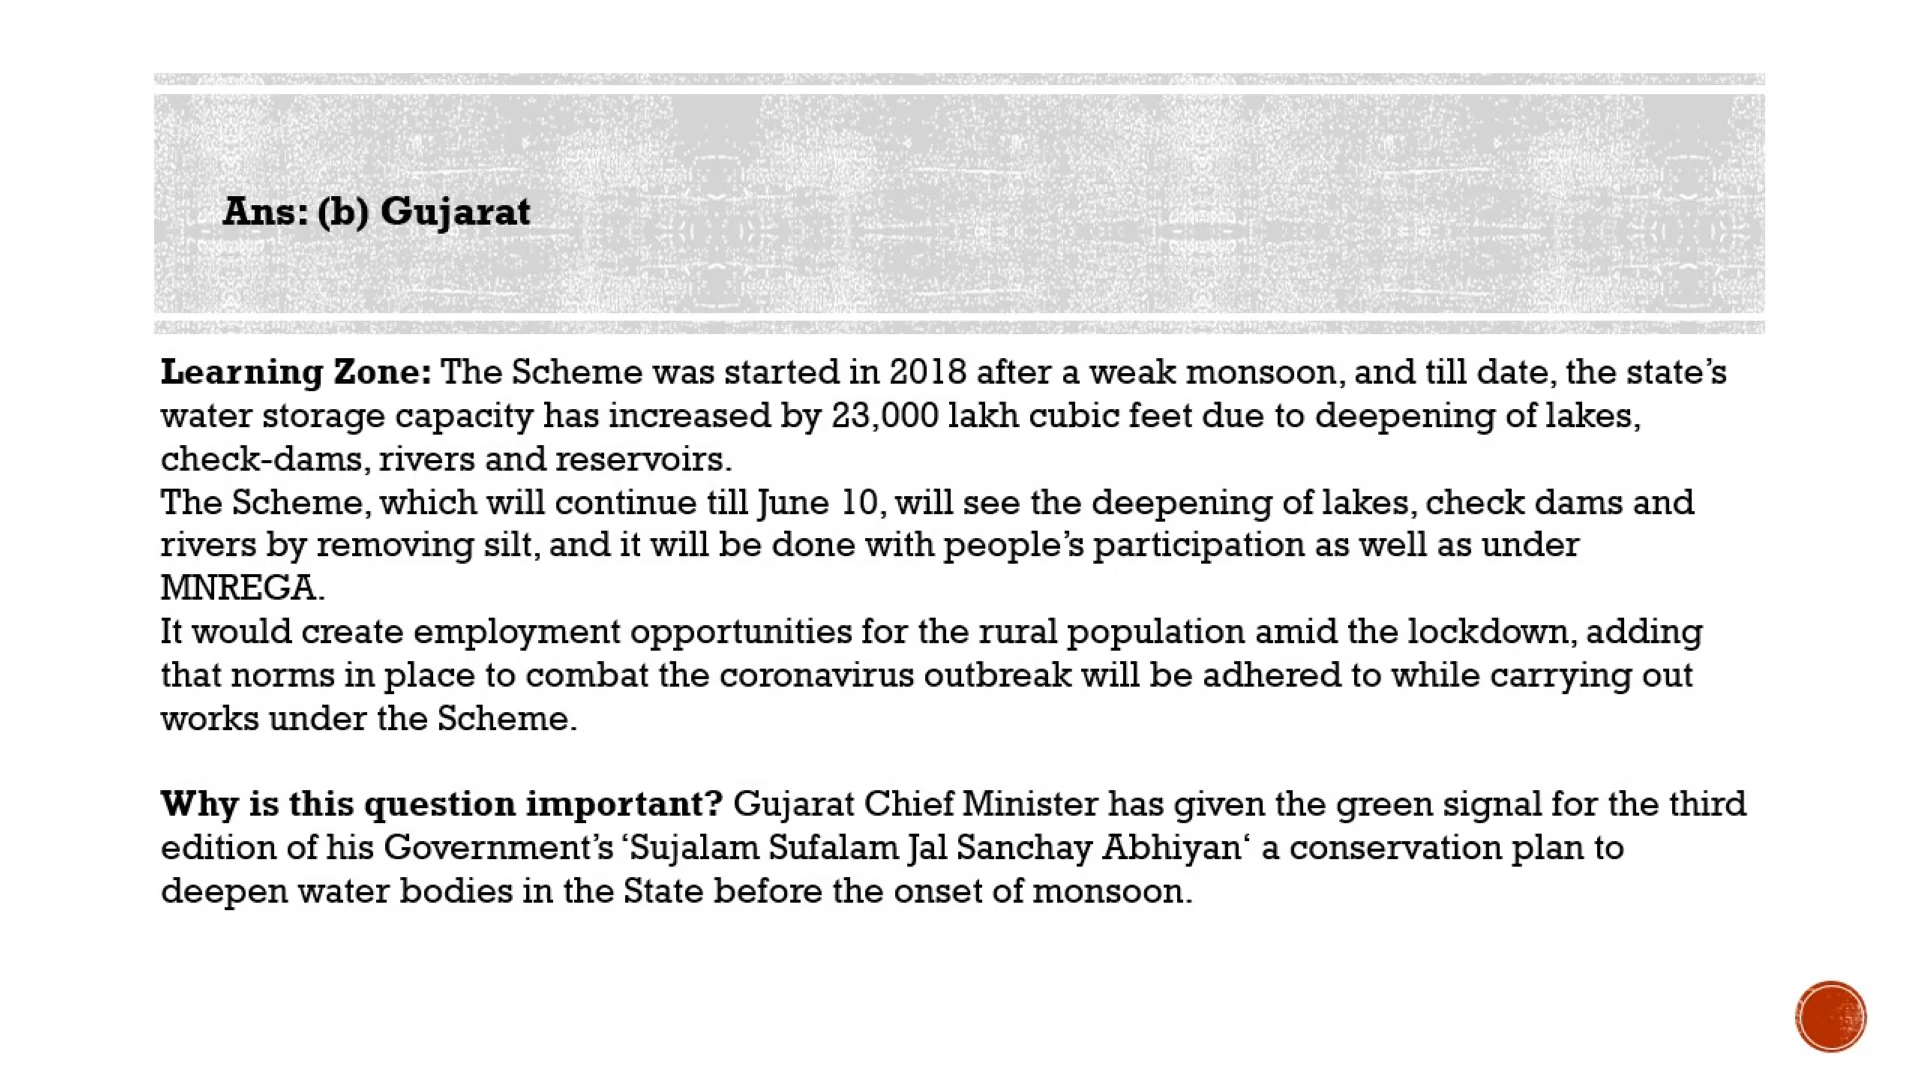 Ans: (b) Gujarat
Learning Zone: The Scheme was started in 2018 after a weak monsoon, and till date, the state’s
water storage capacity has increased by 23,000 lakh cubic feet due to deepening of lakes,
check-dams, rivers and reservoirs.
The Scheme, which will continue till June 10, will see the deepening of lakes, check dams and
rivers by removing silt, and it will be done with people’s participation as well as under
MNREGA.
It would create employment opportunities for the rural population amid the lockdown, adding
that norms in place to combat the coronavirus outbreak will be adhered to while carrying out
works under the Scheme.
Why is this question important? Gujarat Chief Minister has given the green signal for the third
edition of his Government’s ‘Sujalam Sufalam Jal Sanchay Abhiyan‘ a conservation plan to
deepen water bodies in the State before the onset of monsoon.